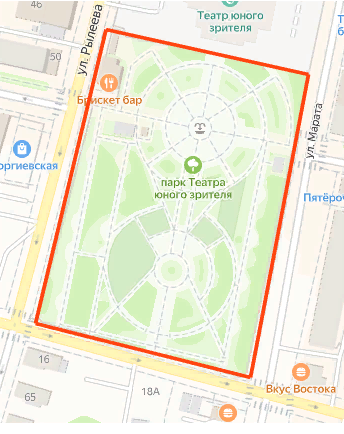 46
Театр юного
зрителя
ул. Рылеева
50
Брискет бар
ул. Марата
оргиевская
парк Театра
юного зрителя
Пятёроч
16
18А
Вкус Востока
65